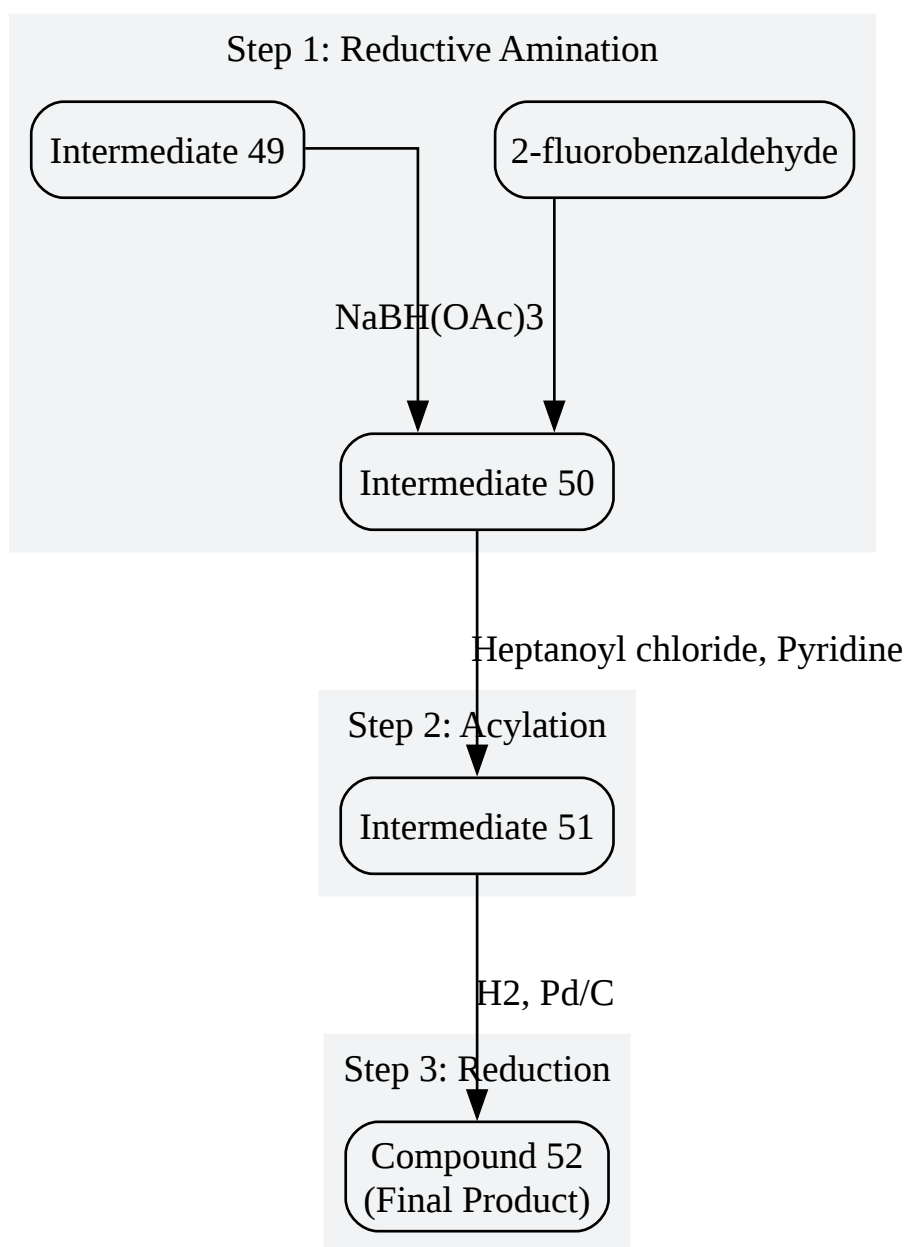 Step 1: Reductive Amination
Intermediate 49
2-fluorobenzaldehyde
NaBH(OAc)3
Intermediate 50
Heptanoyl chloride, Pyridine
Step 2: Acylation
Intermediate 51
H2, Pd/C
Step 3: Reduction
Compound 52
(Final Product)